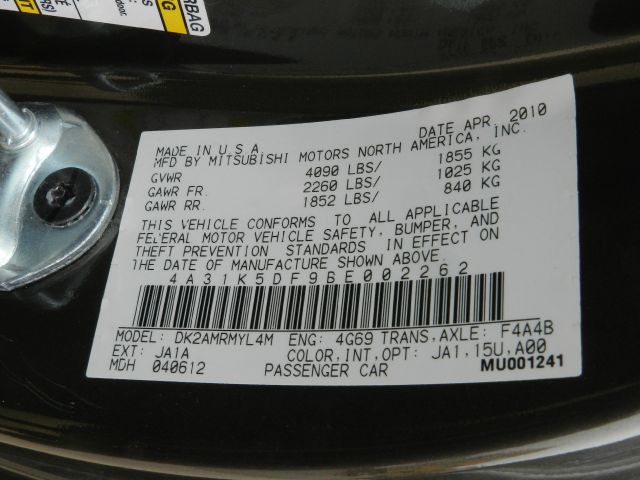 RBAG
MADE IN U.S.A. DATE APR, 2010
MFD BY MITSUBISHI MOTORS NORTH AMERICA, INC.
GVWR 4090 LBS/ 1855 KG
GAWR FR. 2260 LBS/ 1025 KG
GAWR RR. 1852 LBS/ 840 KG
THIS VEHICLE CONFORMS TO ALL APPLICABLE
FEDERAL MOTOR VEHICLE SAFETY, BUMPER, AND
THEFT PREVENTION STANDARDS IN EFFECT ON
THE DATE OF MANUFACTURE SHOWN ABOVE.
4A31K5DF9BE002262
MODEL: DK2AMRMYL4M ENG: 4G69 TRANS,AXLE: F4A4B
EXT: JA1A COLOR,INT,OPT: JA1,15U,A00
MDH 040612 PASSENGER CAR MU001241